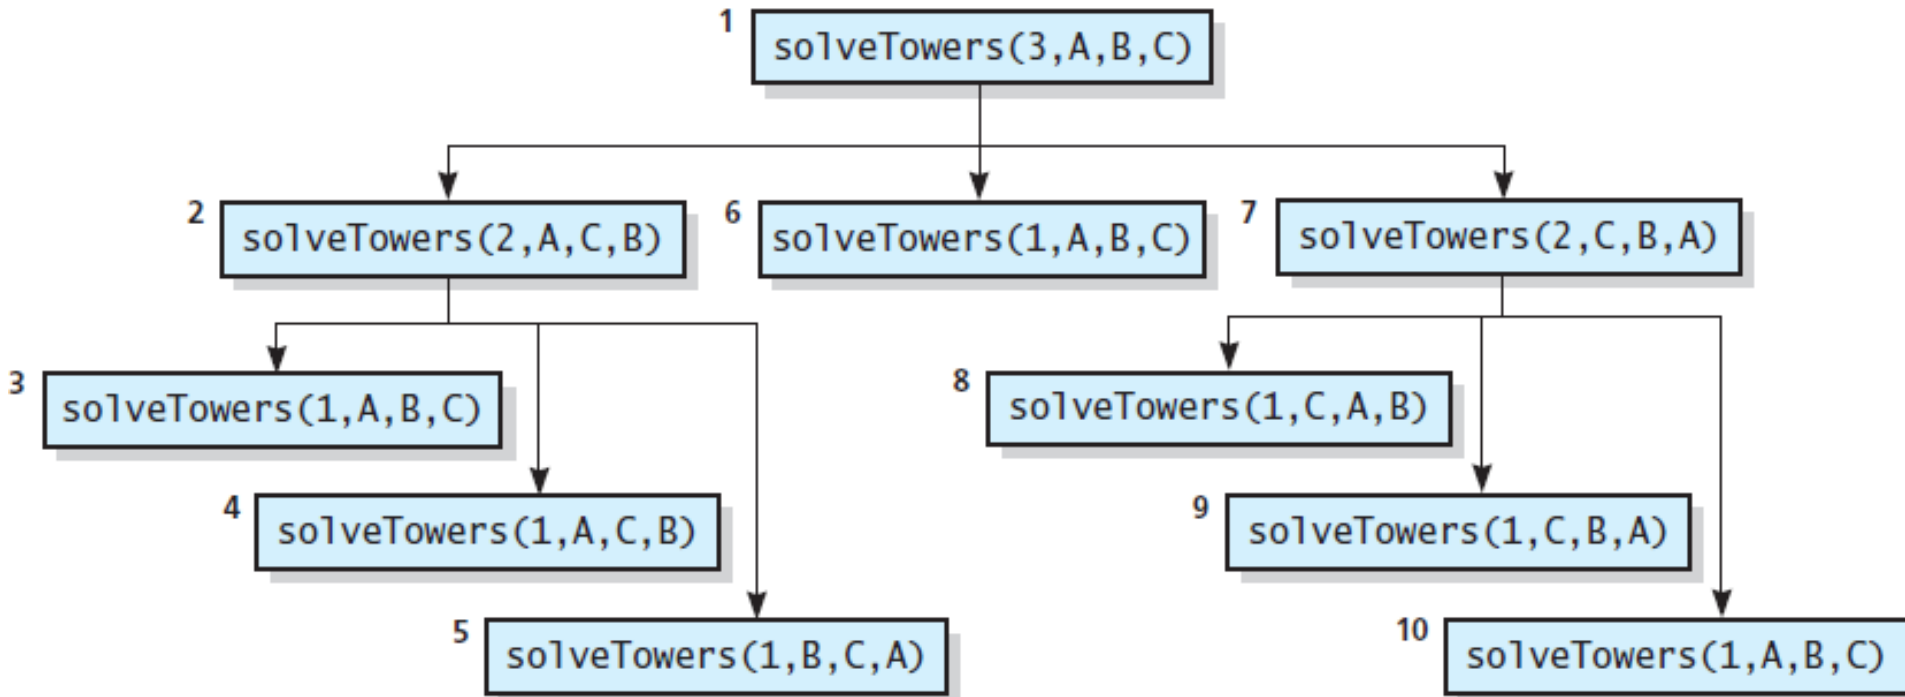 1 solveTowers(3,A,B,C)
2 solveTowers(2,A,C,B)
6 solveTowers(1,A,B,C)
7 solveTowers(2,C,B,A)
3 solveTowers(1,A,B,C)
8 solveTowers(1,C,A,B)
4 solveTowers(1,A,C,B)
9 solveTowers(1,C,B,A)
5 solveTowers(1,B,C,A)
10 solveTowers(1,A,B,C)